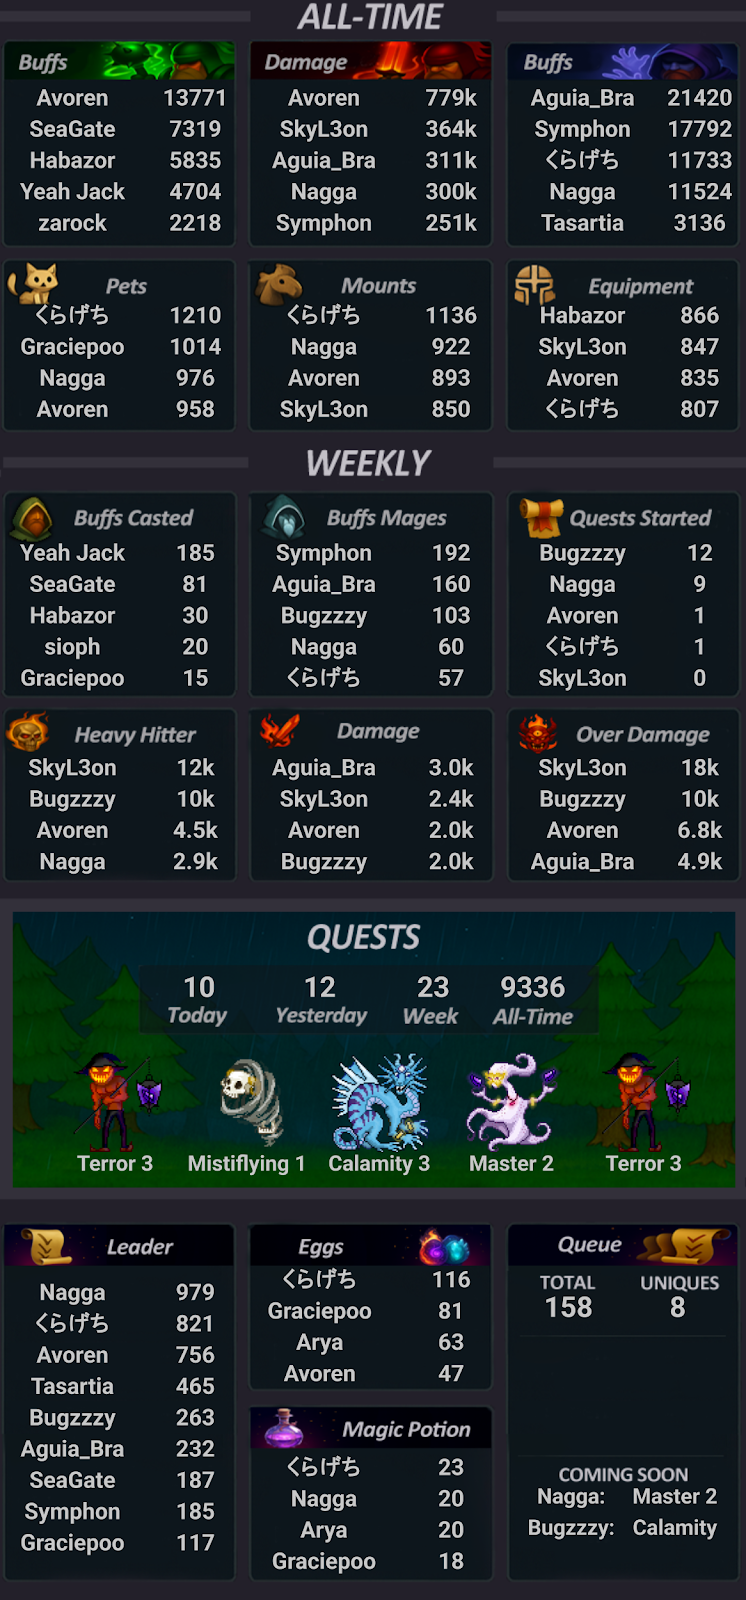 ALL-TIME
Buffs
Avoren 13771
SeaGate 7319
Habazor 5835
Yeah Jack 4704
zarock 2218
Damage
Avoren 779k
SkyL3on 364k
Aguia_Bra 311k
Nagga 300k
Symphon 251k
Buffs
Aguia_Bra 21420
Symphon 17792
くらげち 11733
Nagga 11524
Tasartia 3136
Pets
くらげち 1210
Graciepoo 1014
Nagga 976
Avoren 958
Mounts
くらげち 1136
Nagga 922
Avoren 893
SkyL3on 850
Equipment
Habazor 866
SkyL3on 847
Avoren 835
くらげち 807
WEEKLY
Buffs Casted
Yeah Jack 185
SeaGate 81
Habazor 30
sioph 20
Graciepoo 15
Buffs Mages
Symphon 192
Aguia_Bra 160
Bugzzzy 103
Nagga 60
くらげち 57
Quests Started
Bugzzzy 12
Nagga 9
Avoren 1
くらげち 1
SkyL3on 0
Heavy Hitter
SkyL3on 12k
Bugzzzy 10k
Avoren 4.5k
Nagga 2.9k
Damage
Aguia_Bra 3.0k
SkyL3on 2.4k
Avoren 2.0k
Bugzzzy 2.0k
Over Damage
SkyL3on 18k
Bugzzzy 10k
Avoren 6.8k
Aguia_Bra 4.9k
QUESTS
10 12 23 9336
Today Yesterday Week All-Time
Terror 3 Mistiflying 1 Calamity 3 Master 2 Terror 3
Leader
Nagga 979
くらげち 821
Avoren 756
Tasartia 465
Bugzzzy 263
Aguia_Bra 232
SeaGate 187
Symphon 185
Graciepoo 117
Eggs
くらげち 116
Graciepoo 81
Arya 63
Avoren 47
Magic Potion
くらげち 23
Nagga 20
Arya 20
Graciepoo 18
Queue
TOTAL UNIQUES
158 8
COMING SOON
Nagga: Master 2
Bugzzzy: Calamity